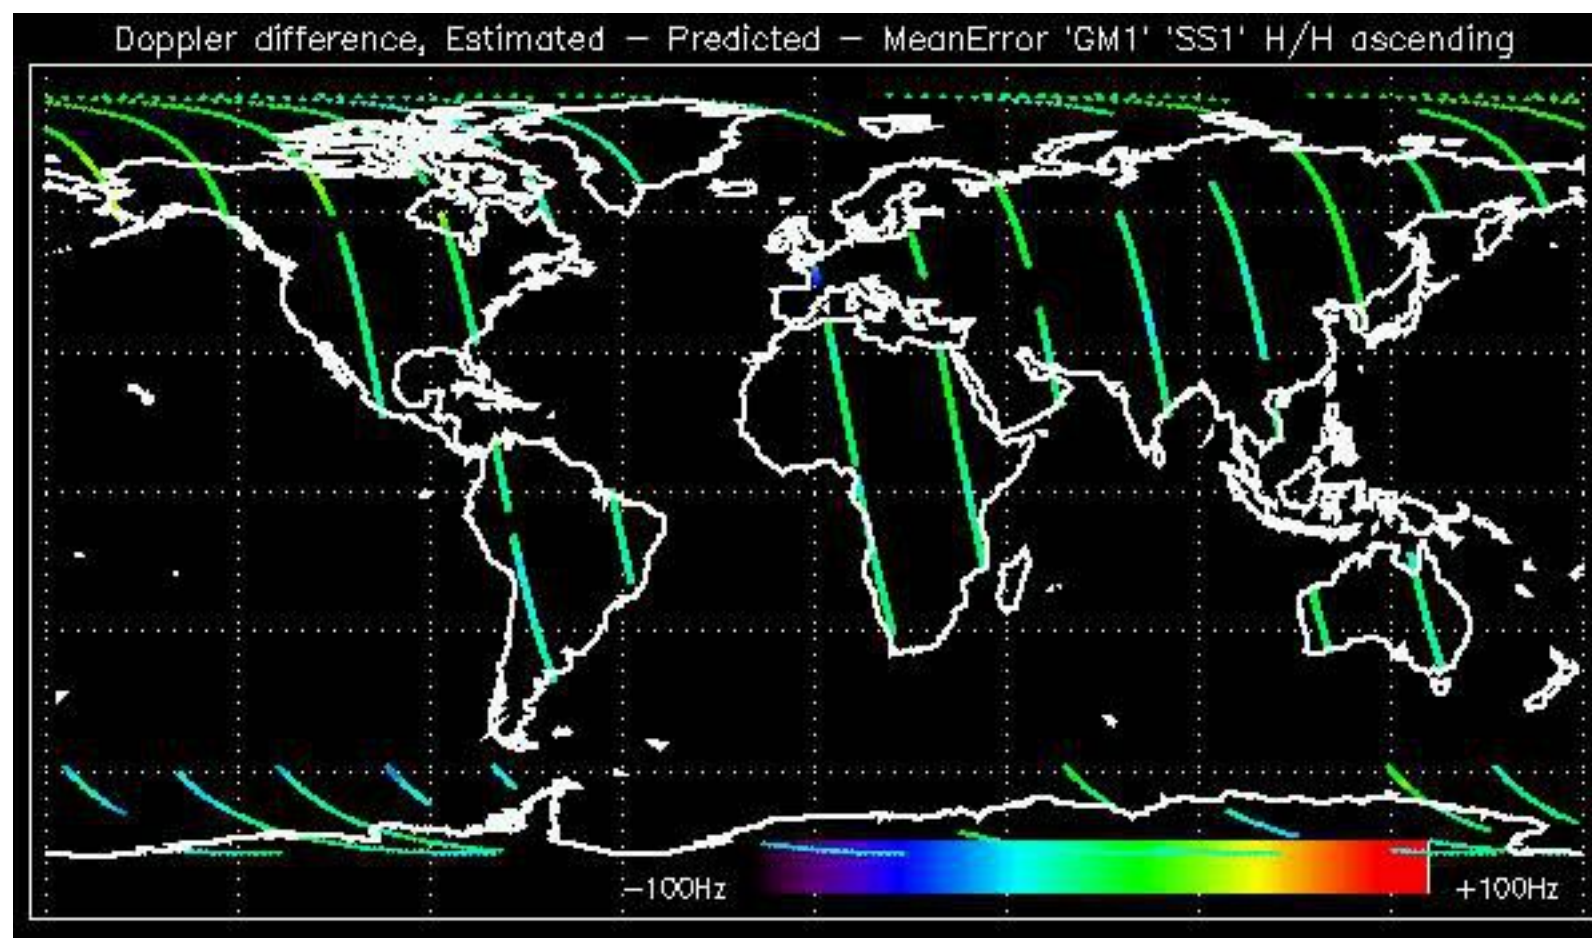 Doppler difference, Estimated − Predicted − MeanError 'GM1' 'SS1' H/H ascending
−100Hz +100Hz